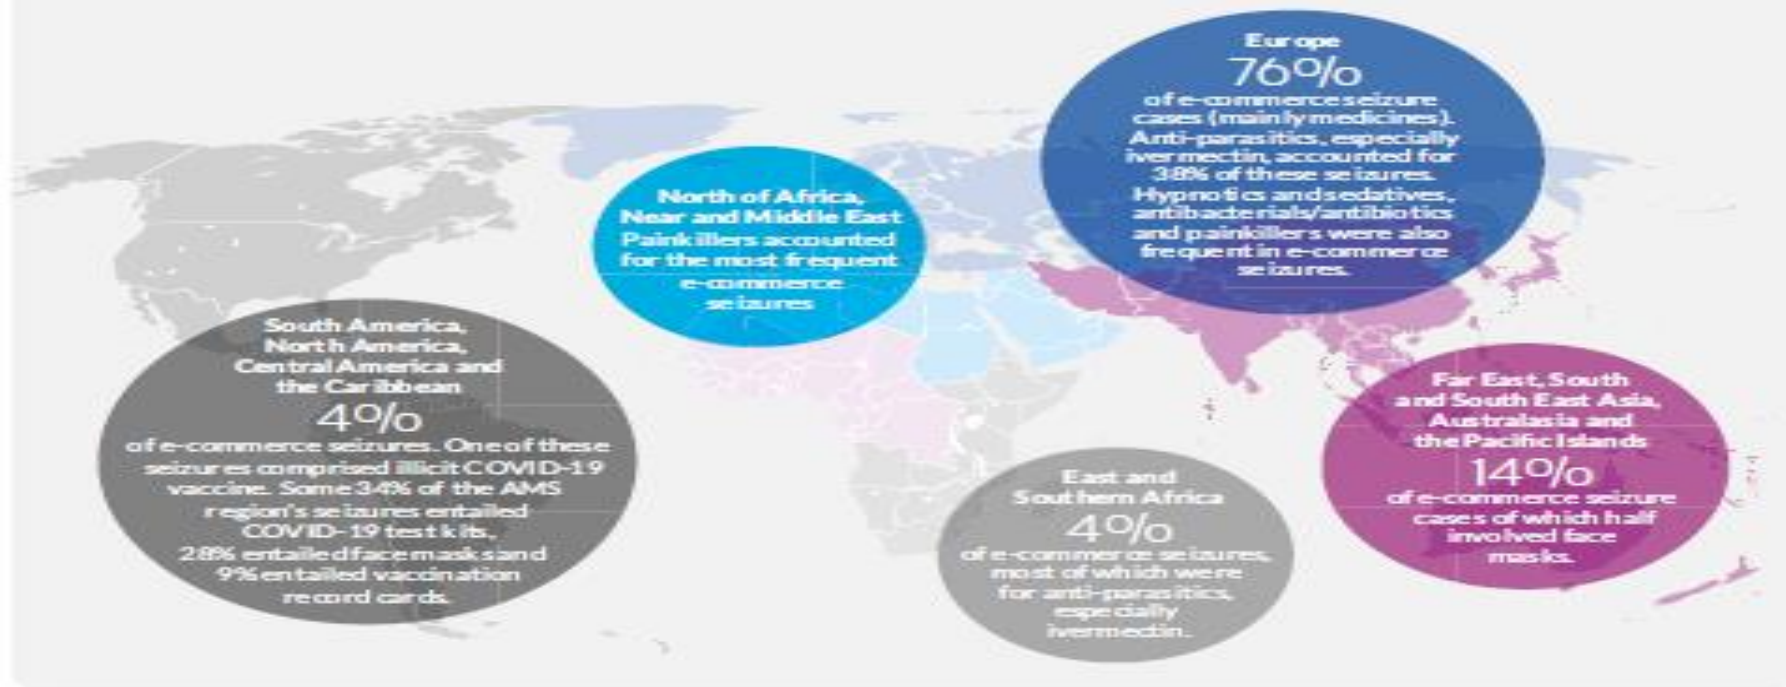 Europe
76%
of e-commerce seizure
cases (mainly medicines).
Anti-parasitics, especially
ivermectin, accounted for
38% of these seizures.
Hypnotics and sedatives,
antibacterials/antibiotics
and painkillers were also
frequent in e-commerce
seizures.
North of Africa,
Near and Middle East
Painkillers accounted
for the most frequent
e-commerce
seizures
South America,
North America,
Central America and
the Caribbean
4%
of e-commerce seizures. One of these
seizures comprised illicit COVID-19
vaccine. Some 34% of the AMS
region's seizures entailed
COVID-19 test kits,
28% entailed face masks and
9% entailed vaccination
record cards.
East and
Southern Africa
4%
of e-commerce seizures,
most of which were
for anti-parasitics,
especially
ivermectin.
Far East, South
and South East Asia,
Australasia and
the Pacific Islands
14%
of e-commerce seizure
cases of which half
involved face
masks.